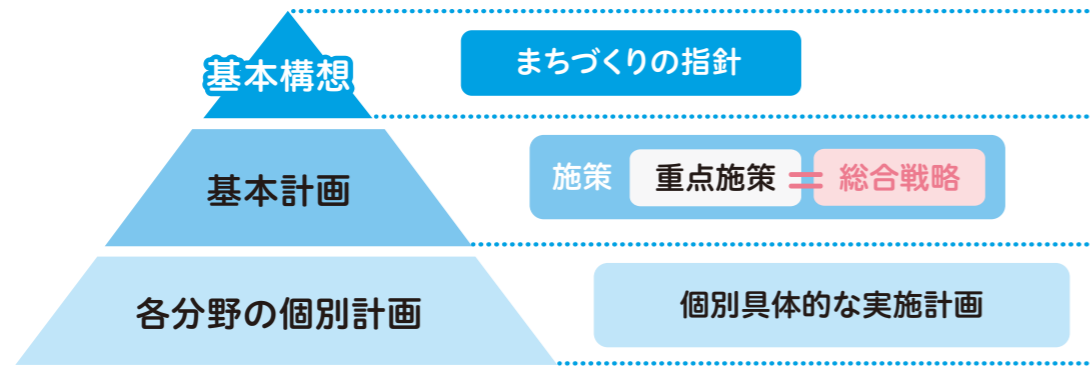 基本構想
まちづくりの指針
基本計画
施策 重点施策 = 総合戦略
各分野の個別計画
個別具体的な実施計画